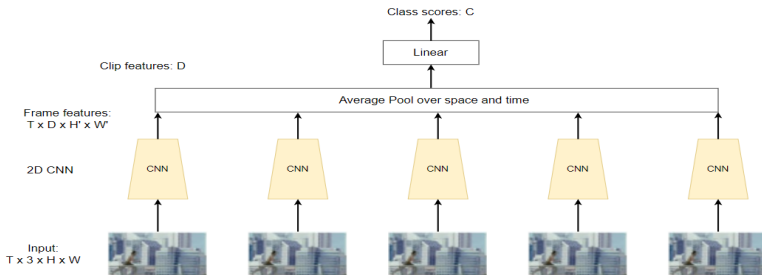 Class scores: C
Linear
Clip features: D
Average Pool over space and time
Frame features:
T x D x H' x W'
2D CNN
CNN CNN CNN CNN CNN
Input:
T x 3 x H x W